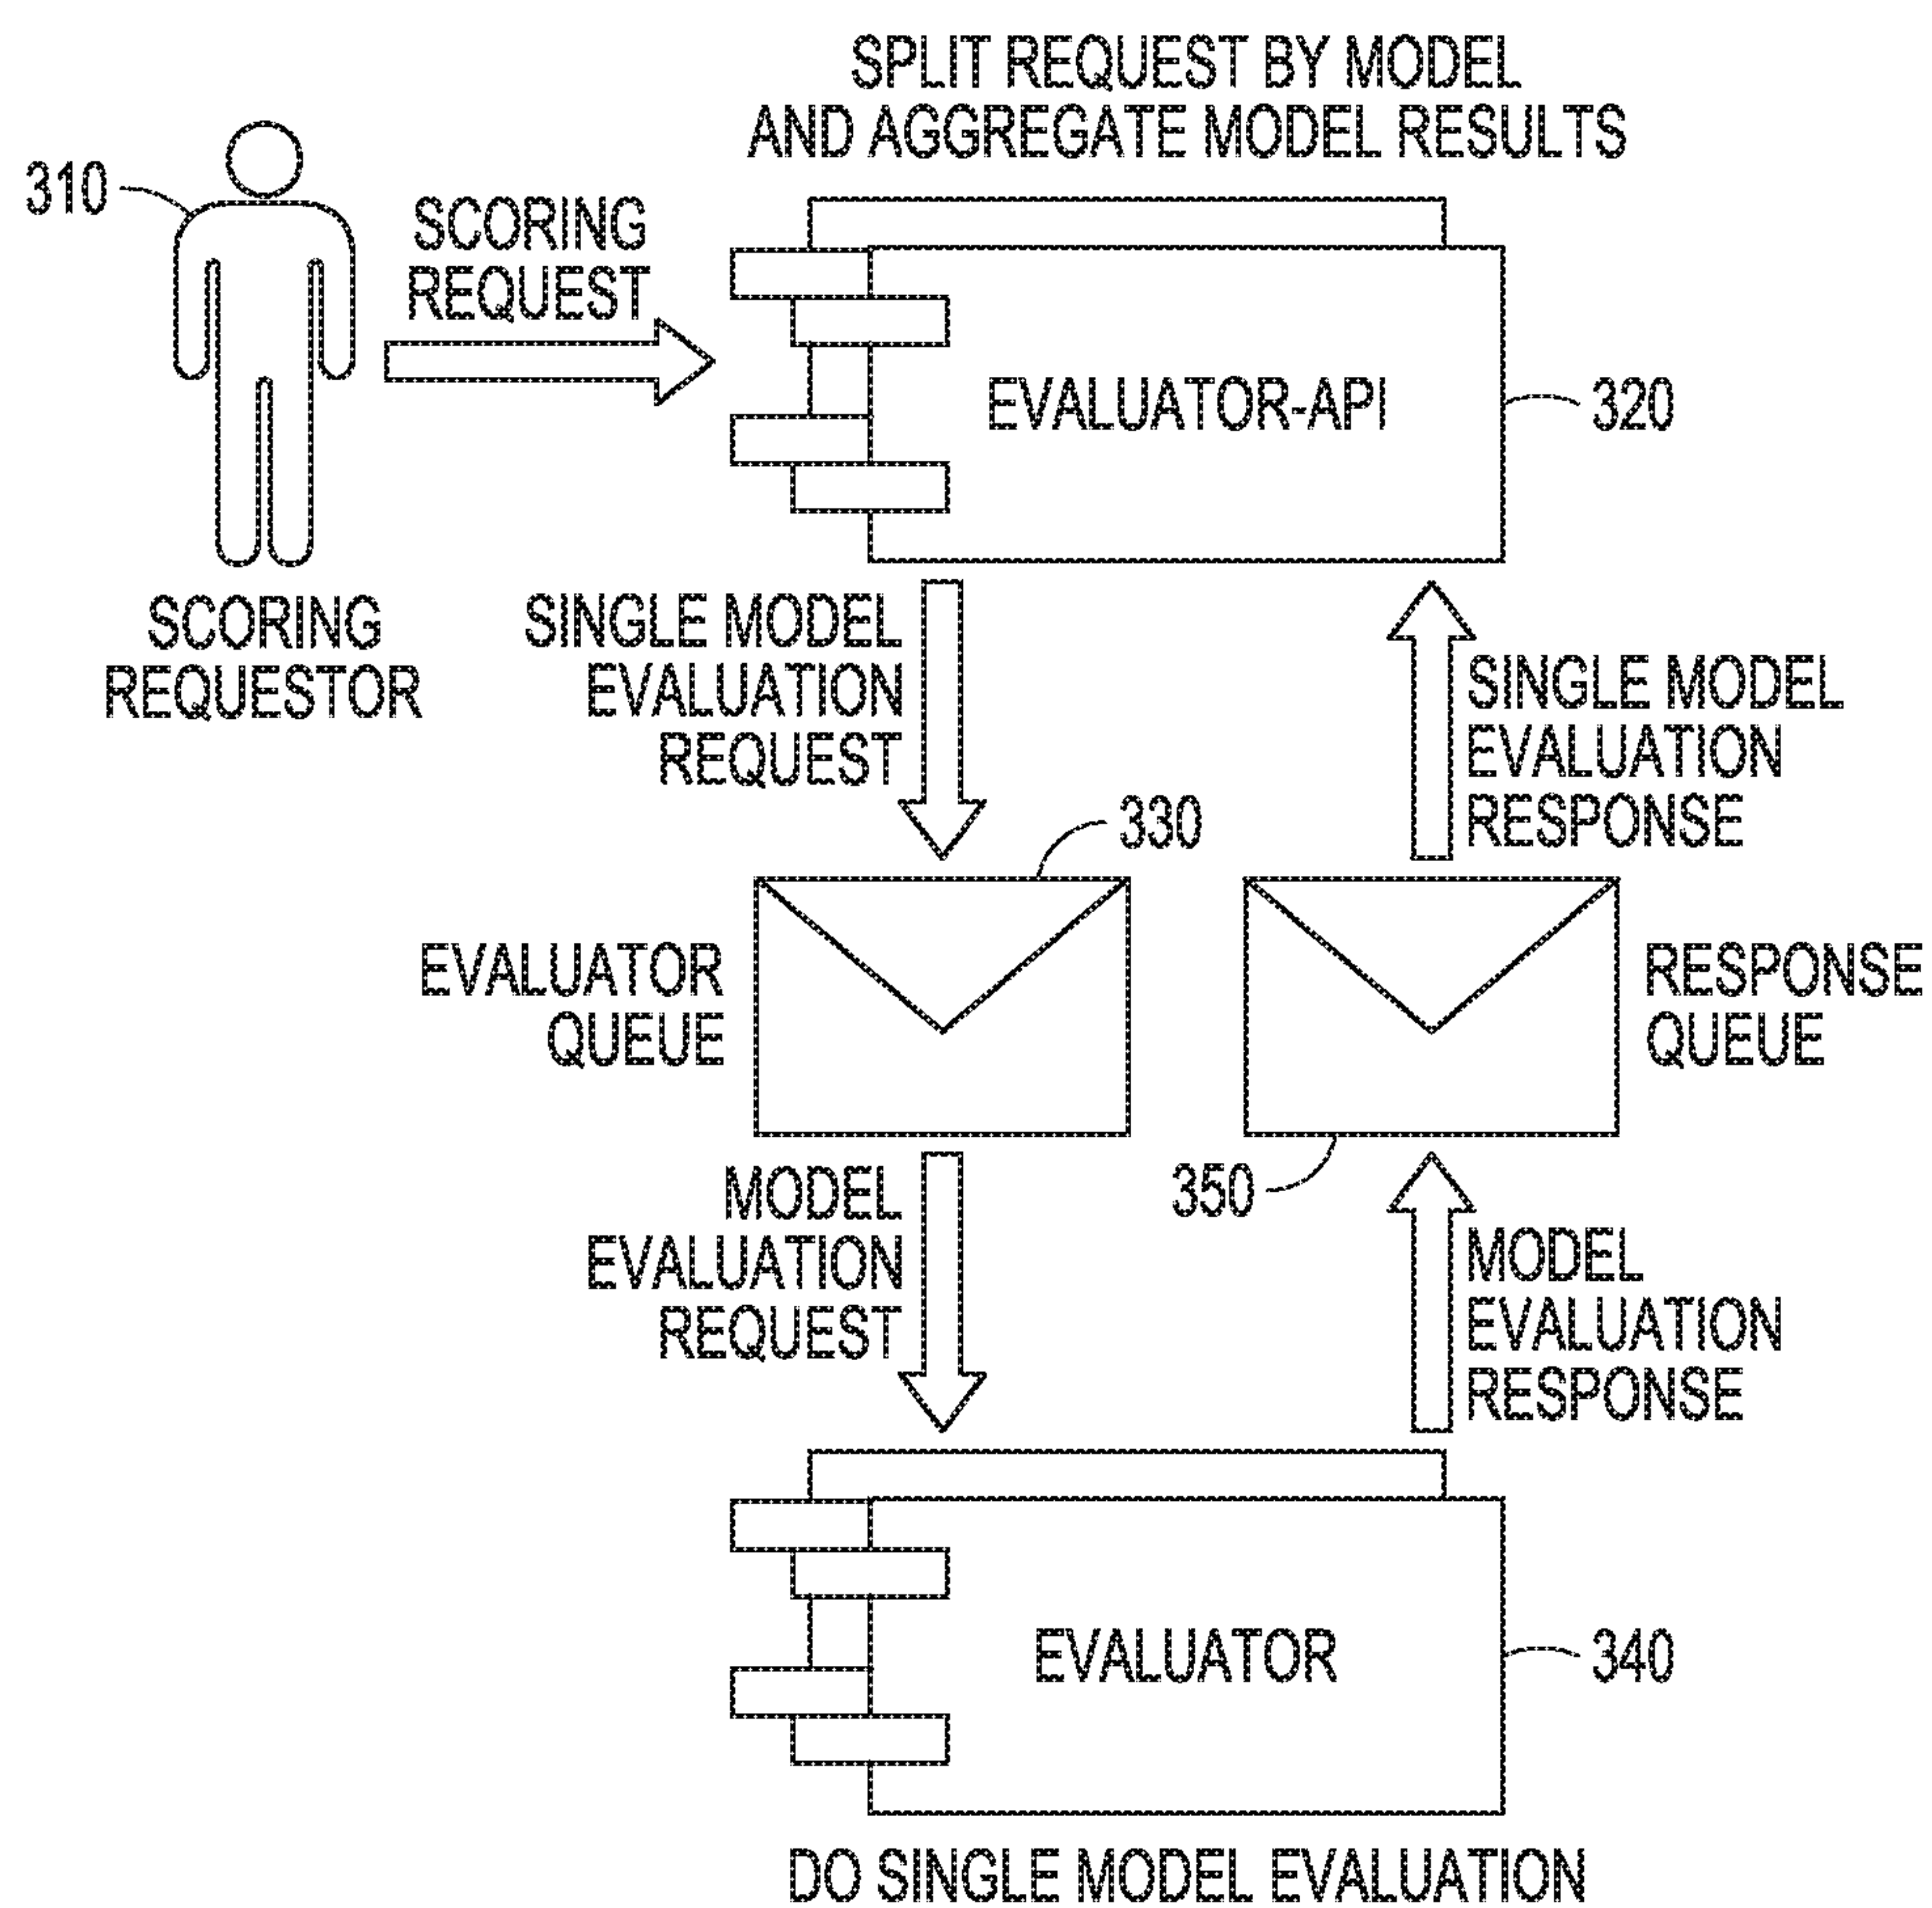 SPLIT REQUEST BY MODEL
AND AGGREGATE MODEL RESULTS
310
SCORING
REQUEST
EVALUATOR-API
320
SCORING
REQUESTOR
SINGLE MODEL
EVALUATION
REQUEST
SINGLE MODEL
EVALUATION
RESPONSE
330
EVALUATOR
QUEUE
RESPONSE
QUEUE
350
MODEL
EVALUATION
REQUEST
MODEL
EVALUATION
RESPONSE
EVALUATOR
340
DO SINGLE MODEL EVALUATION